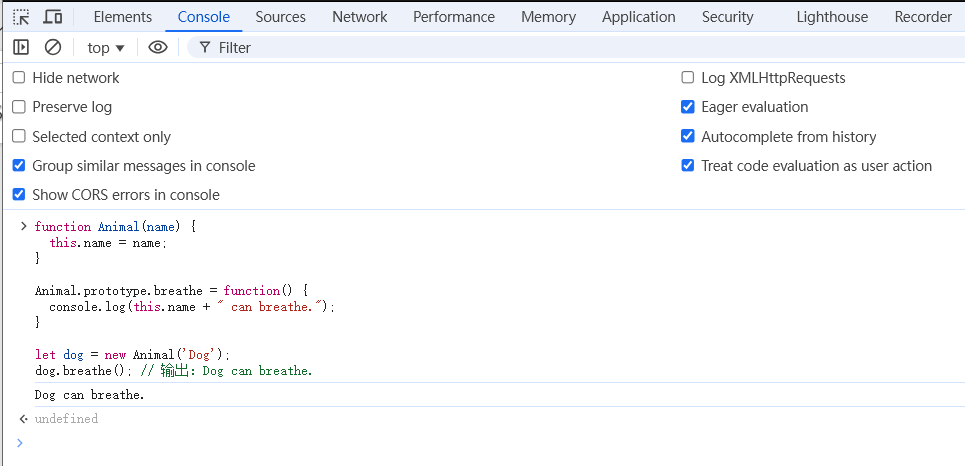 Elements Console Sources Network Performance Memory Application Security Lighthouse Recorder
top Filter
Hide network Log XMLHttpRequests
Preserve log Eager evaluation
Selected context only Autocomplete from history
Group similar messages in console Treat code evaluation as user action
Show CORS errors in console
function Animal(name) {
this.name = name;
}
Animal.prototype.breathe = function() {
console.log(this.name + " can breathe.");
}
let dog = new Animal('Dog');
dog.breathe(); // 输出：Dog can breathe.
Dog can breathe.
undefined